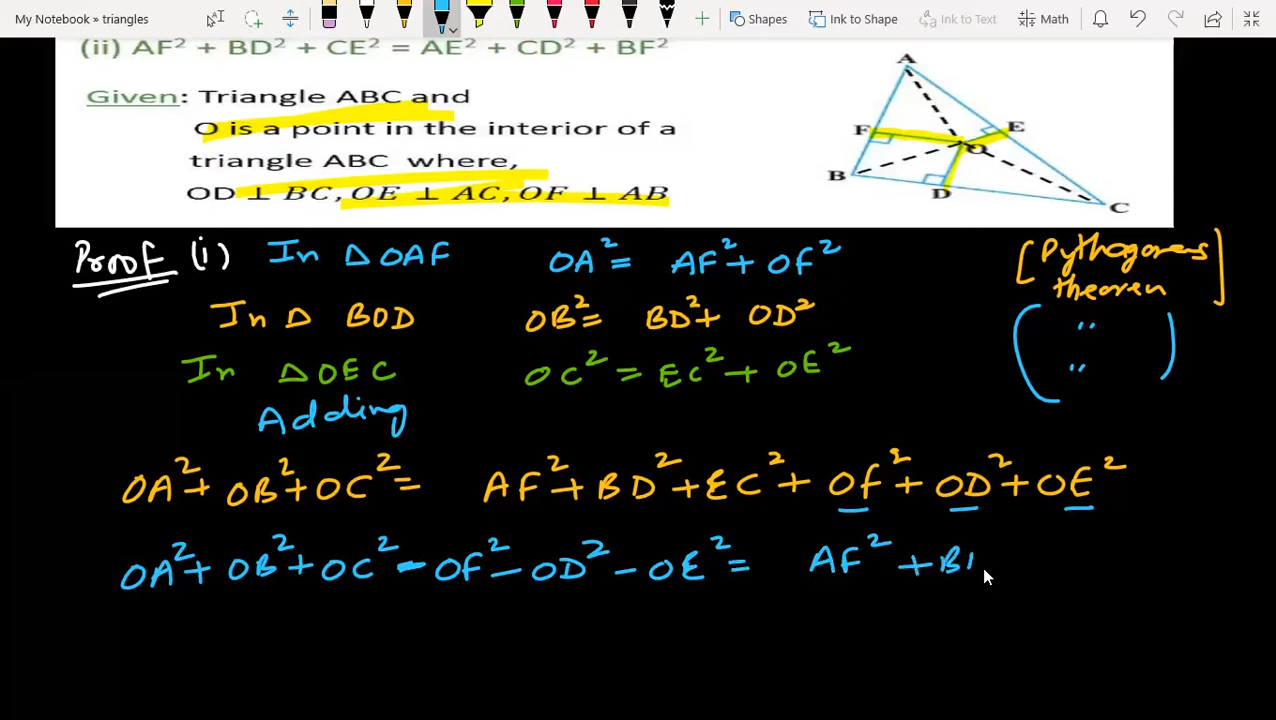 My Notebook » triangles
Shapes
Ink to Shape
Ink to Text
Math
(ii) AF² + BD² + CE² = AE² + CD² + BF²
Given: Triangle ABC and
O is a point in the interior of a
triangle ABC where,
OD ⊥ BC, OE ⊥ AC, OF ⊥ AB
A
F
E
O
B
D
C
Proof (i) In Δ OAF OA² = AF² + OF² [Pythagores
theoren]
In Δ BOD OB² = BD² + OD² ( "
In Δ OEC OC² = EC² + OE² " )
Adding
OA² + OB² + OC² = AF² + BD² + EC² + OF² + OD² + OE²
OA² + OB² + OC² - OF² - OD² - OE² = AF² + BI